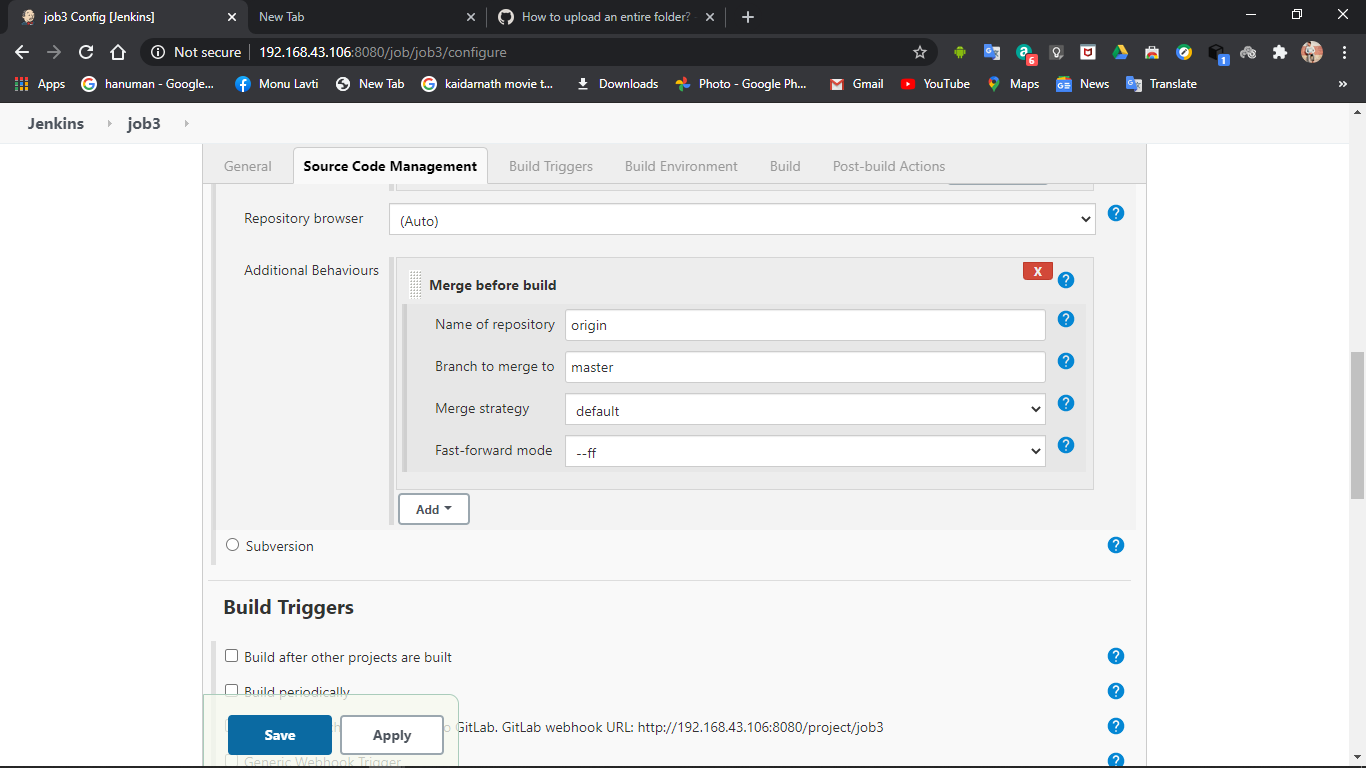 job3 Config [Jenkins]
New Tab
How to upload an entire folder?
Not secure
192.168.43.106:8080/job/job3/configure
6
1
Apps
hanuman - Google...
Monu Lavti
New Tab
kaidarnath movie t...
Downloads
Photo - Google Ph...
Gmail
YouTube
Maps
News
Translate
»
Jenkins
job3
General
Source Code Management
Build Triggers
Build Environment
Build
Post-build Actions
Repository browser
(Auto)
Additional Behaviours
X
Merge before build
Name of repository
origin
Branch to merge to
master
Merge strategy
default
Fast-forward mode
--ff
Add
Subversion
Build Triggers
Build after other projects are built
Build periodically
GitLab. GitLab webhook URL: http://192.168.43.106:8080/project/job3
Save
Apply
Generic Webhook Trigger